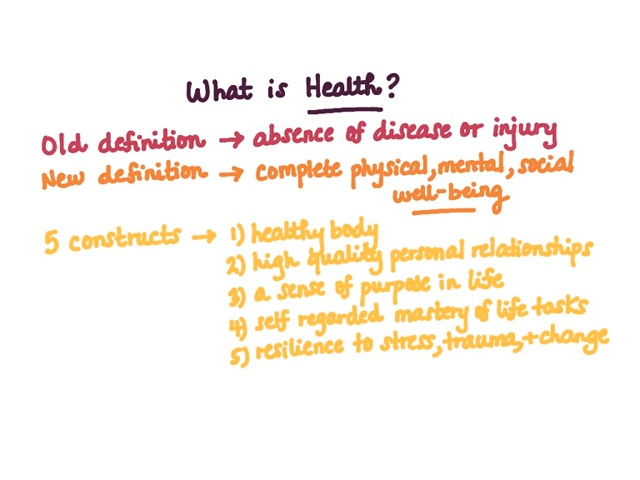 What is Health?
Old definition → absence of disease or injury
New definition → complete physical, mental, social
well-being
5 constructs → 1) healthy body
2) high quality personal relationships
3) a sense of purpose in life
4) self regarded mastery of life tasks
5) resilience to stress, trauma, + change